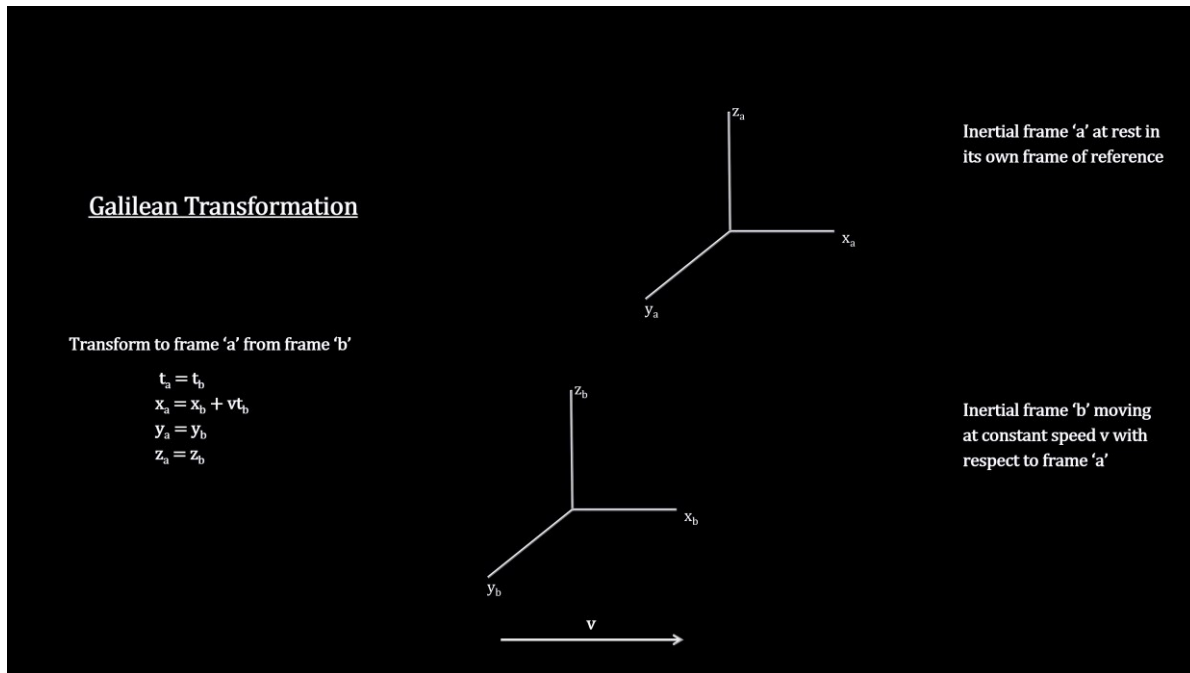 Galilean Transformation
Transform to frame ‘a’ from frame ‘b’
tₐ = t_b
xₐ = x_b + vt_b
yₐ = y_b
zₐ = z_b
zₐ
xₐ
yₐ
Inertial frame ‘a’ at rest in
its own frame of reference
z_b
x_b
y_b
v
Inertial frame ‘b’ moving
at constant speed v with
respect to frame ‘a’